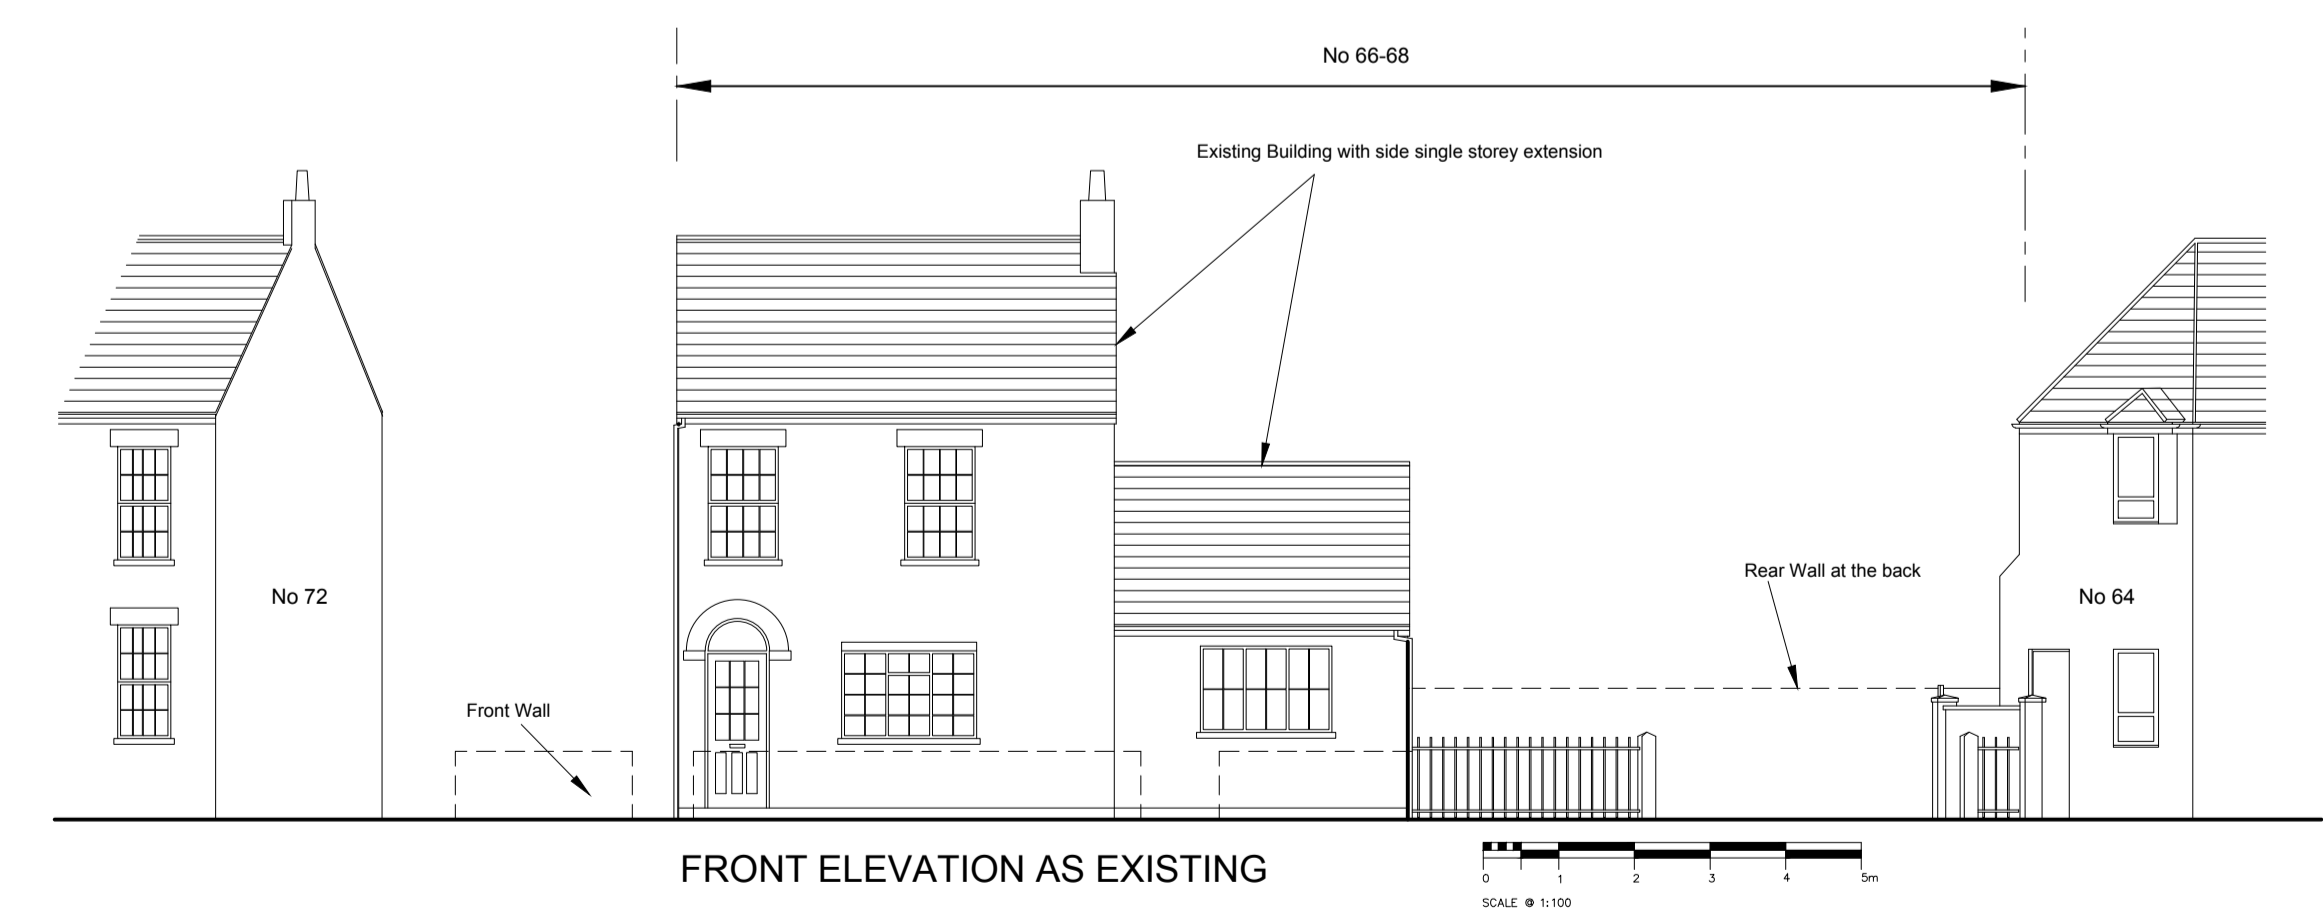 No 66-68
Existing Building with side single storey extension
Rear Wall at the back
No 72
No 64
Front Wall
FRONT ELEVATION AS EXISTING
0 1 2 3 4 5m
SCALE @ 1:100